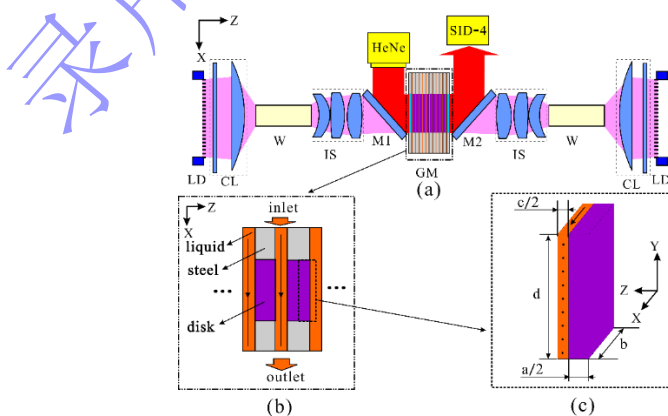 Z
X
HeNe
SID-4
LD
CL
W
IS
M1
GM
M2
IS
W
CL
LD
(a)
Z
X
inlet
liquid
steel
disk
outlet
(b)
c/2
d
a/2
b
Y
Z
X
(c)